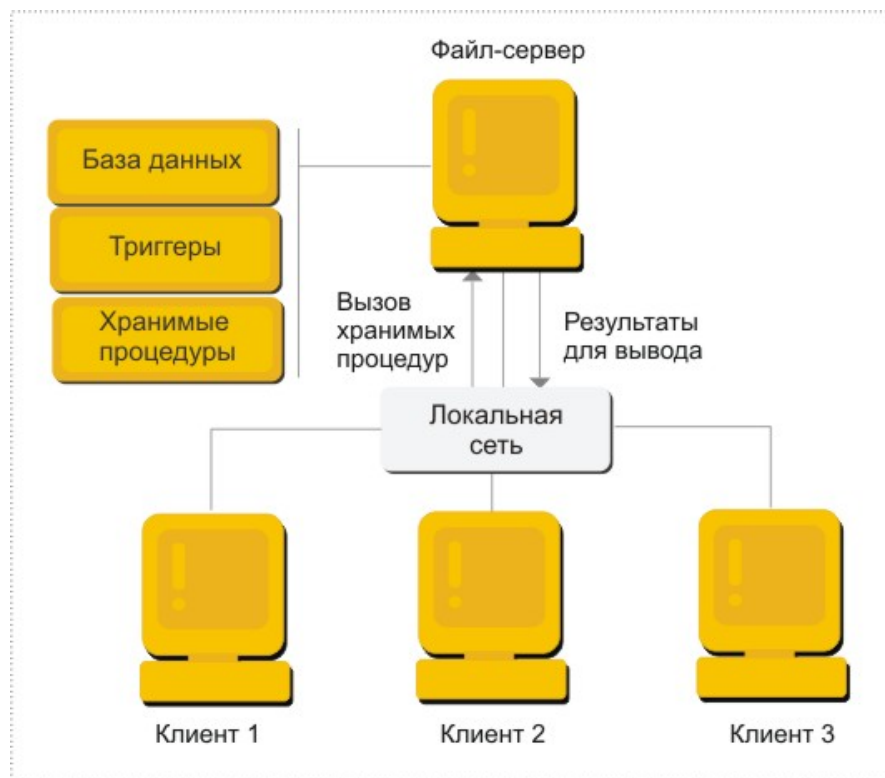 Файл-сервер
База данных
Триггеры
Хранимые
процедуры
Вызов
хранимых
процедур
Результаты
для вывода
Локальная
сеть
Клиент 1
Клиент 2
Клиент 3